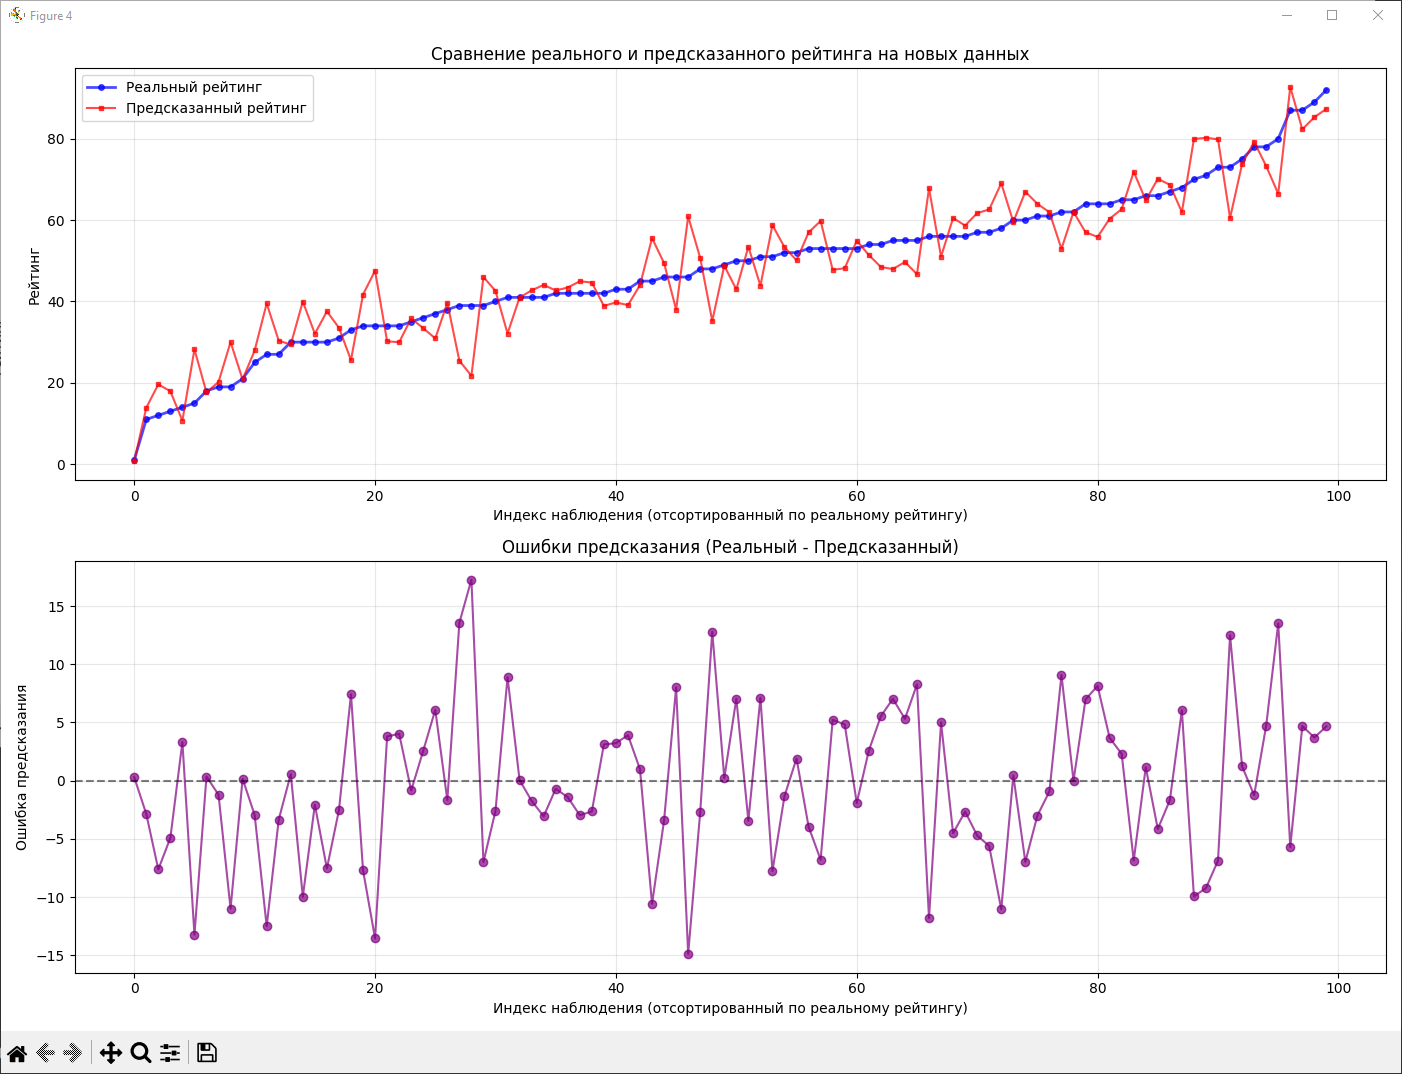 Figure 4
Сравнение реального и предсказанного рейтинга на новых данных
Реальный рейтинг
Предсказанный рейтинг
Рейтинг
80
60
40
20
0
0 20 40 60 80 100
Индекс наблюдения (отсортированный по реальному рейтингу)
Ошибки предсказания (Реальный - Предсказанный)
Ошибка предсказания
15
10
5
0
−5
−10
−15
0 20 40 60 80 100
Индекс наблюдения (отсортированный по реальному рейтингу)